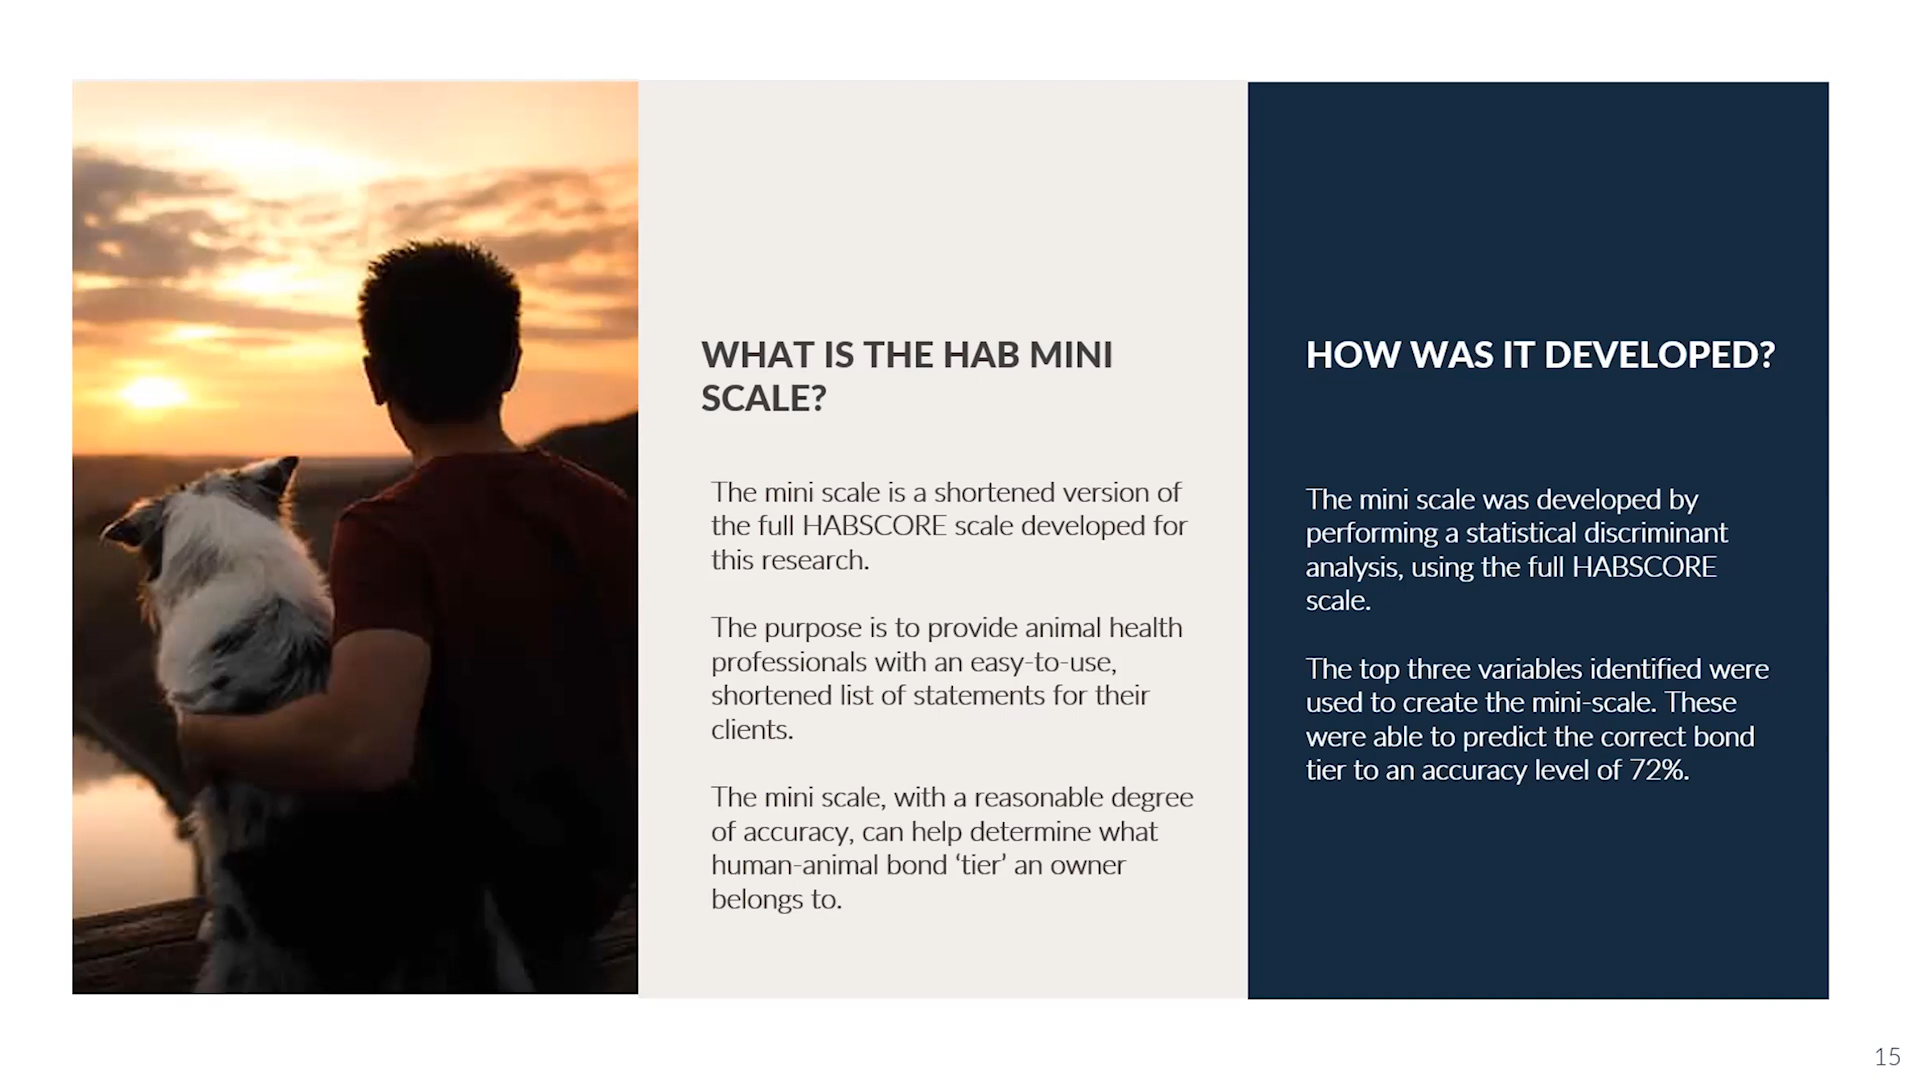 WHAT IS THE HAB MINI
SCALE?
The mini scale is a shortened version of
the full HABSCORE scale developed for
this research.
The purpose is to provide animal health
professionals with an easy-to-use,
shortened list of statements for their
clients.
The mini scale, with a reasonable degree
of accuracy, can help determine what
human-animal bond ‘tier’ an owner
belongs to.
HOW WAS IT DEVELOPED?
The mini scale was developed by
performing a statistical discriminant
analysis, using the full HABSCORE
scale.
The top three variables identified were
used to create the mini-scale. These
were able to predict the correct bond
tier to an accuracy level of 72%.
15